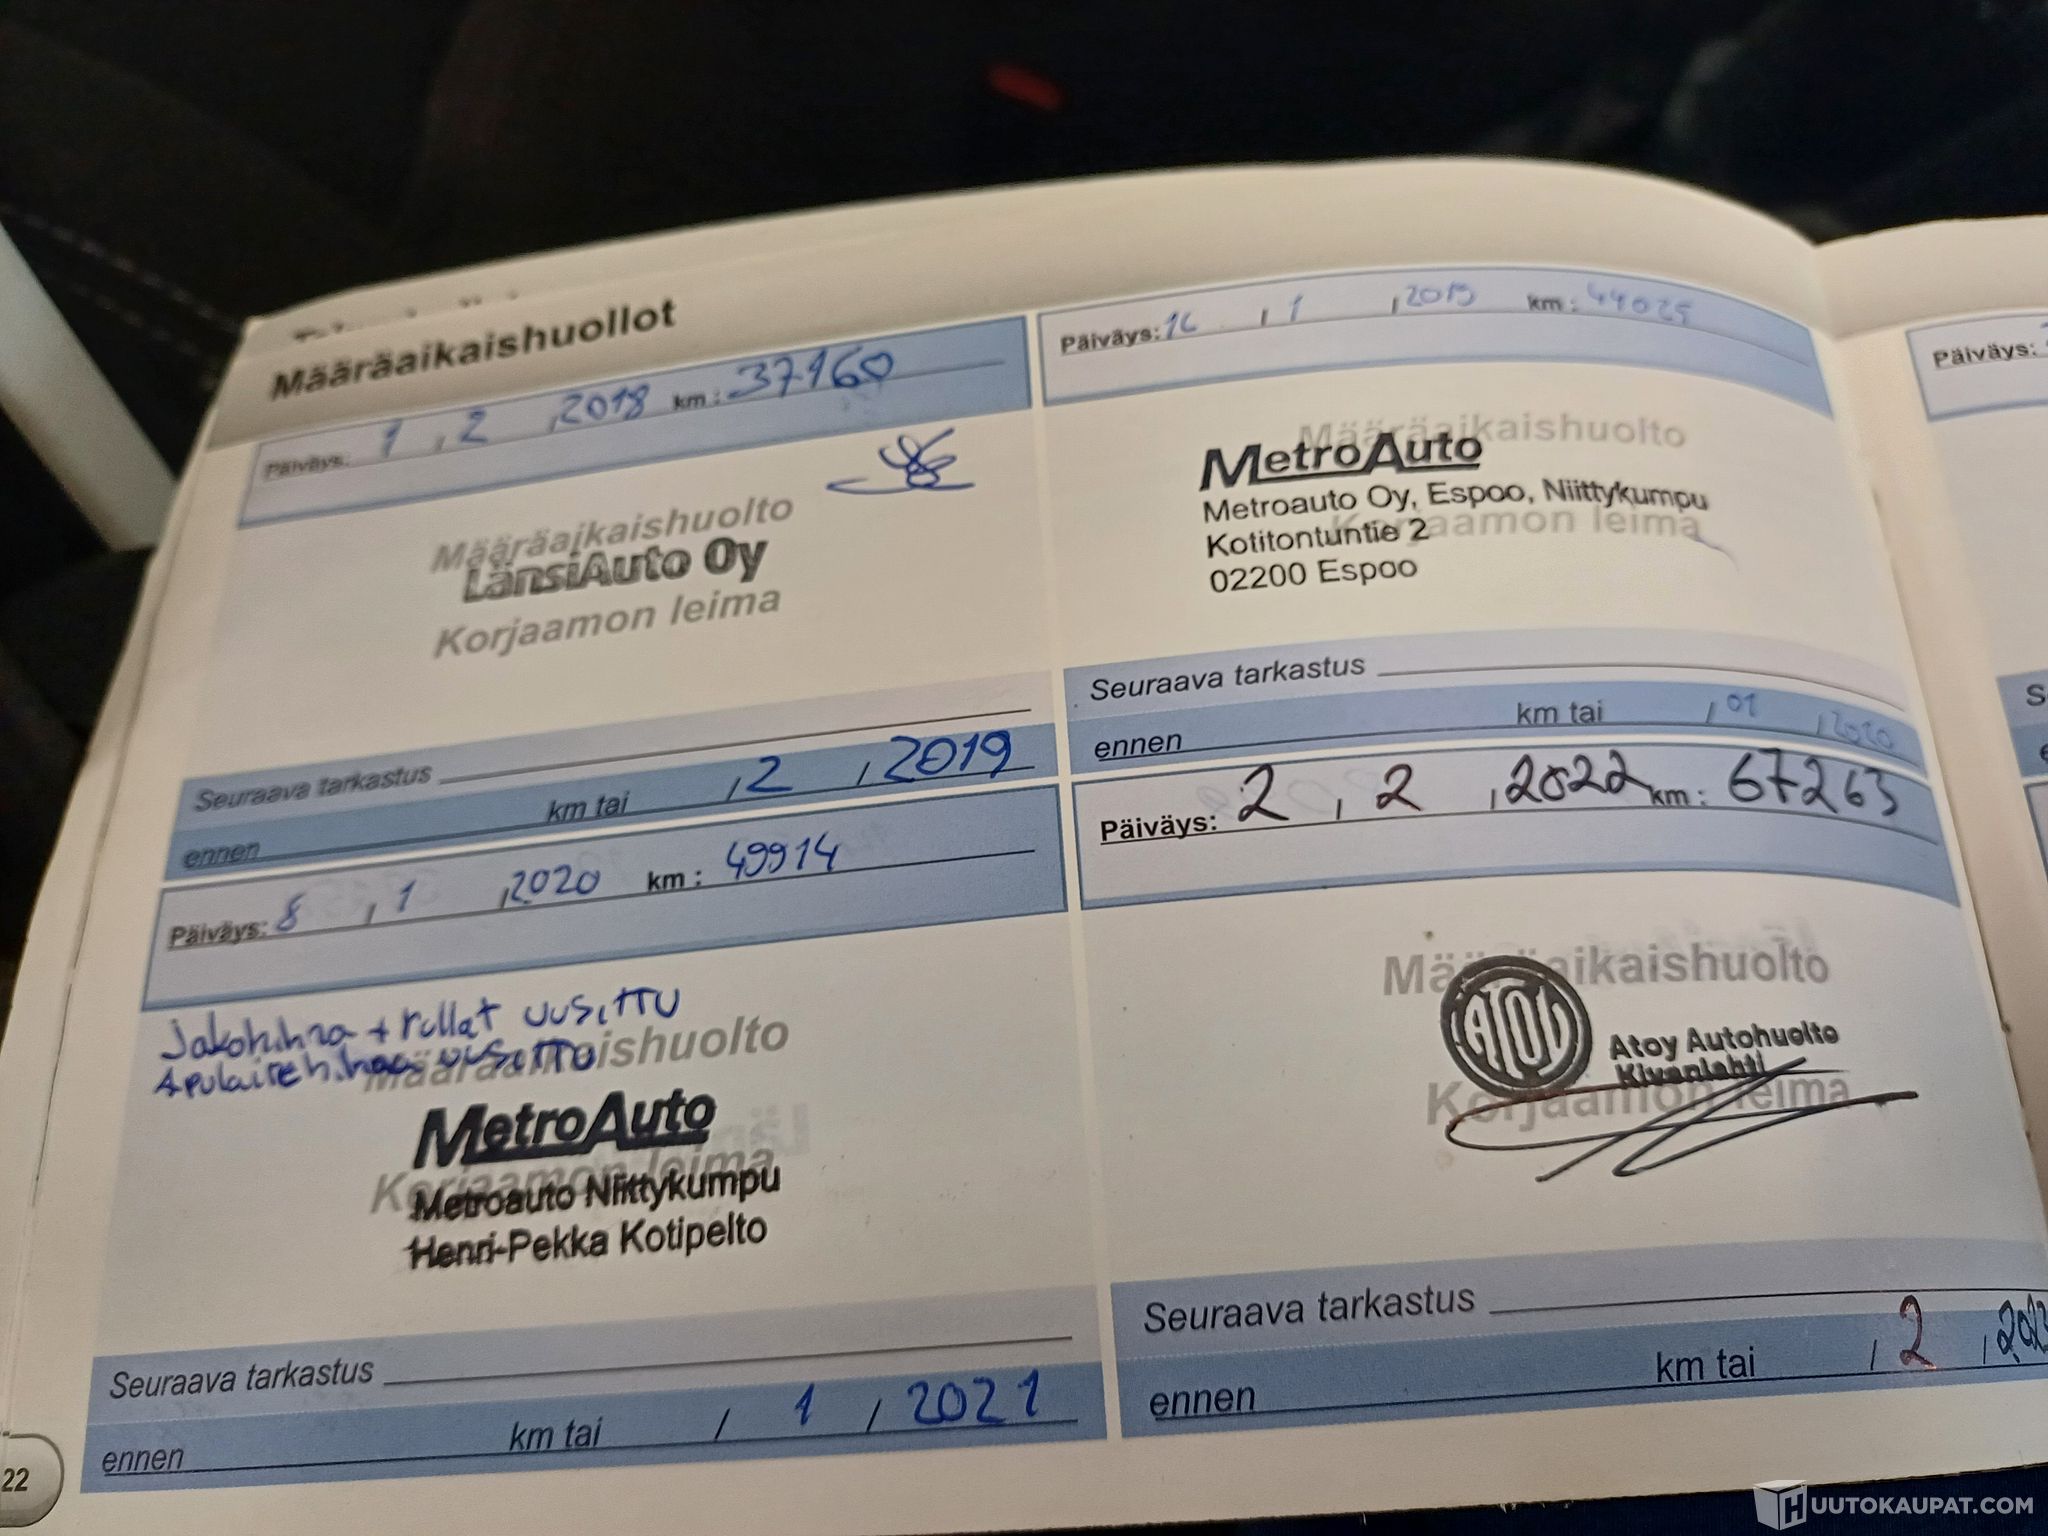 Määräaikaishuollot
Päiväys: 1 , 2 , 2018 km : 37160
Määräaikaishuolto
LänsiAuto Oy
Korjaamon leima
Seuraava tarkastus
ennen km tai , 2 , 2019
Päiväys: , 1 , 2019 km : 44025
Määräaikaishuolto
MetroAuto
Metroauto Oy, Espoo, Niittykumpu
Korjaamon leima
Kotitontuntie 2
02200 Espoo
Seuraava tarkastus
ennen km tai , 01 , 2020
Päiväys: 8 , 1 , 2020 km : 49914
Jakohihna + rullat uusittu
Apulaitehihna uusittu
Määräaikaishuolto
MetroAuto
Korjaamon leima
Metroauto Niittykumpu
Henri-Pekka Kotipelto
Seuraava tarkastus
ennen km tai / 1 / 2021
Päiväys: 2 , 2 , 2022 km : 67263
Määräaikaishuolto
ATOY
Atoy Autohuolto
Kivenlahti
Korjaamon leima
Seuraava tarkastus
ennen km tai / 2 ,
Päiväys:
22
HUUTOKAUPAT.COM